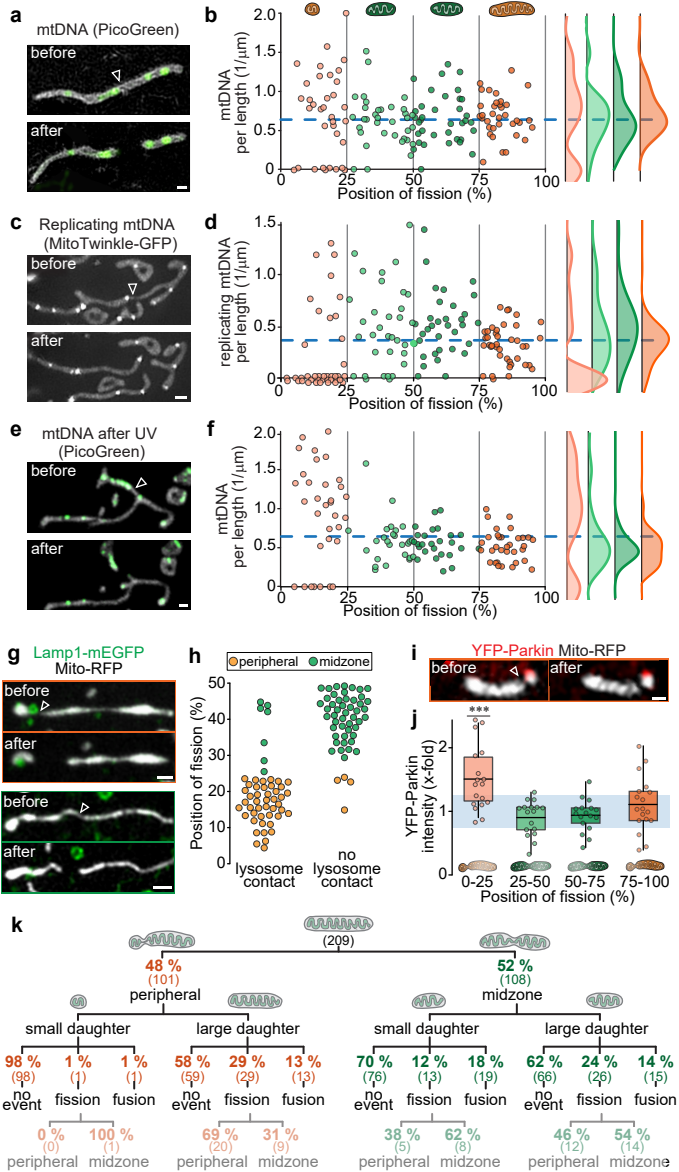 a
mtDNA (PicoGreen)
before
after
b
mtDNA
per length (1/μm)
2.0
1.5
1.0
0.5
0
0
25
50
75
100
Position of fission (%)
c
Replicating mtDNA
(MitoTwinkle-GFP)
before
after
d
replicating mtDNA
per length (1/μm)
1.5
1.0
0.5
0
0
25
50
75
100
Position of fission (%)
e
mtDNA after UV
(PicoGreen)
before
after
f
mtDNA
per length (1/μm)
2.0
1.5
1.0
0.5
0
0
25
50
75
100
Position of fission (%)
g
Lamp1-mEGFP
Mito-RFP
before
after
before
after
h
peripheral midzone
Position of fission (%)
50
40
30
20
10
0
lysosome
contact
no
lysosome
contact
i
YFP-Parkin Mito-RFP
before
after
j
***
YFP-Parkin
intensity (x-fold)
2
1
0
0-25 25-50 50-75 75-100
Position of fission (%)
k
(209)
48 % 52 %
(101) (108)
peripheral midzone
small daughter large daughter small daughter large daughter
98 % 1 % 1 % 58 % 29 % 13 % 70 % 12 % 18 % 62 % 24 % 14 %
(98) (1) (1) (59) (29) (13) (76) (13) (19) (66) (26) (15)
no
event fission fusion no
event fission fusion no
event fission fusion no
event fission fusion
0 % 100 % 69 % 31 % 38 % 62 % 46 % 54 %
(0) (1) (20) (9) (5) (8) (12) (14)
peripheral midzone peripheral midzone peripheral midzone peripheral midzone